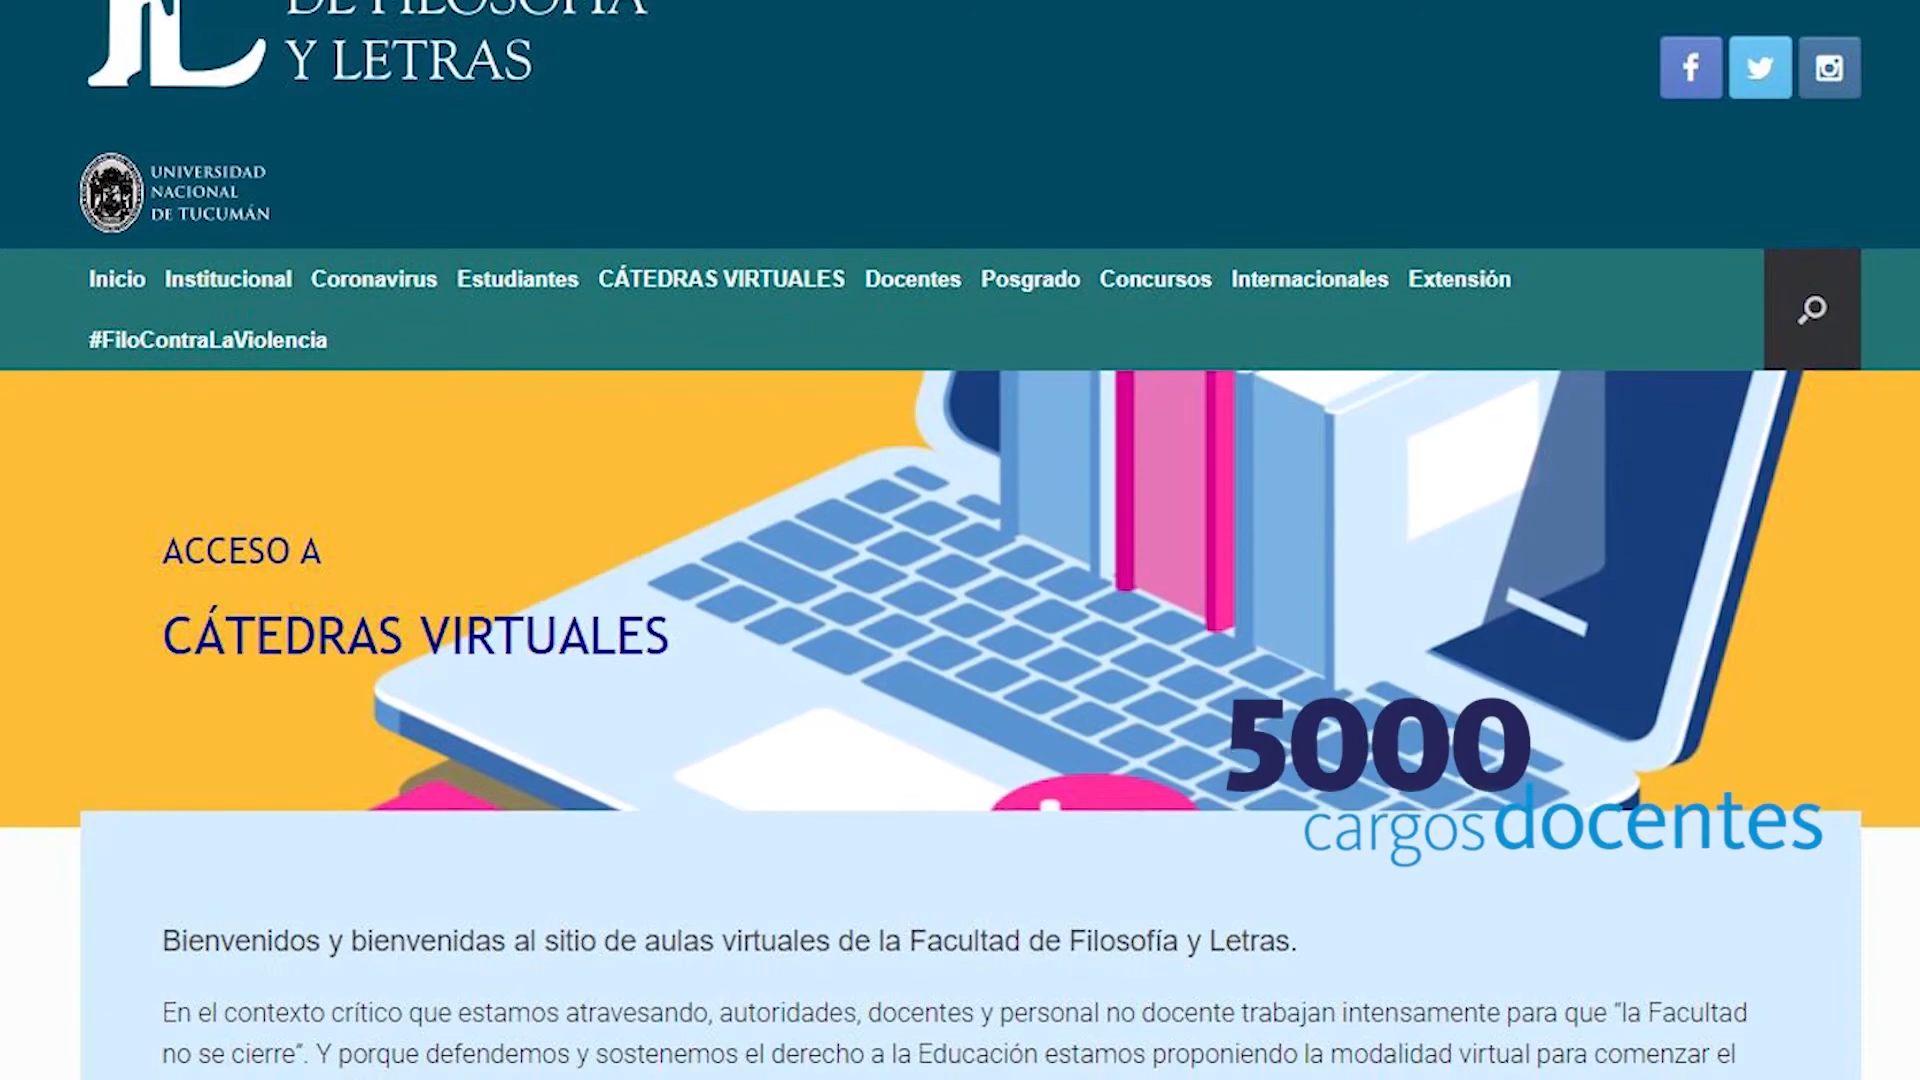 DE FILOSOFÍA
Y LETRAS
UNIVERSIDAD
NACIONAL
DE TUCUMÁN
Inicio Institucional Coronavirus Estudiantes CÁTEDRAS VIRTUALES Docentes Posgrado Concursos Internacionales Extensión
#FiloContraLaViolencia
ACCESO A
CÁTEDRAS VIRTUALES
5000
cargos docentes
Bienvenidos y bienvenidas al sitio de aulas virtuales de la Facultad de Filosofía y Letras.
En el contexto crítico que estamos atravesando, autoridades, docentes y personal no docente trabajan intensamente para que “la Facultad
no se cierre”. Y porque defendemos y sostenemos el derecho a la Educación estamos proponiendo la modalidad virtual para comenzar el